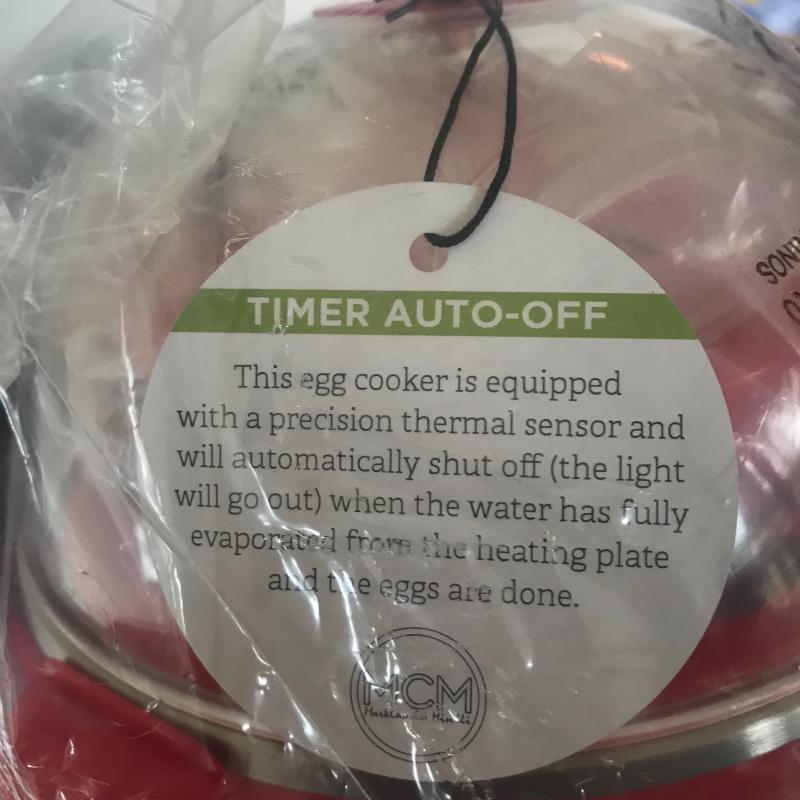 TIMER AUTO-OFF
This egg cooker is equipped
with a precision thermal sensor and
will automatically shut off (the light
will go out) when the water has fully
evaporated from the heating plate
and the eggs are done.
MCM